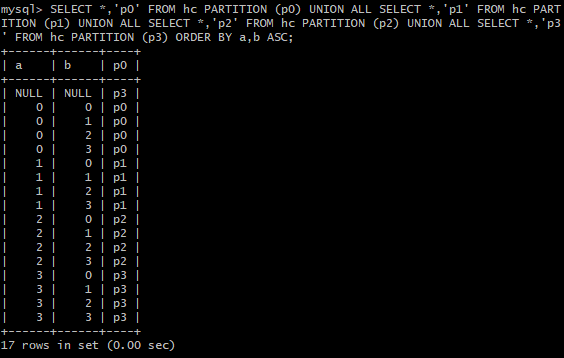 mysql> SELECT *,'p0' FROM hc PARTITION (p0) UNION ALL SELECT *,'p1' FROM hc PART
ITION (p1) UNION ALL SELECT *,'p2' FROM hc PARTITION (p2) UNION ALL SELECT *,'p3
' FROM hc PARTITION (p3) ORDER BY a,b ASC;
+------+------+----+
| a    | b    | p0 |
+------+------+----+
| NULL | NULL | p3 |
|    0 |    0 | p0 |
|    0 |    1 | p0 |
|    0 |    2 | p0 |
|    0 |    3 | p0 |
|    1 |    0 | p1 |
|    1 |    1 | p1 |
|    1 |    2 | p1 |
|    1 |    3 | p1 |
|    2 |    0 | p2 |
|    2 |    1 | p2 |
|    2 |    2 | p2 |
|    2 |    3 | p2 |
|    3 |    0 | p3 |
|    3 |    1 | p3 |
|    3 |    2 | p3 |
|    3 |    3 | p3 |
+------+------+----+
17 rows in set (0.00 sec)